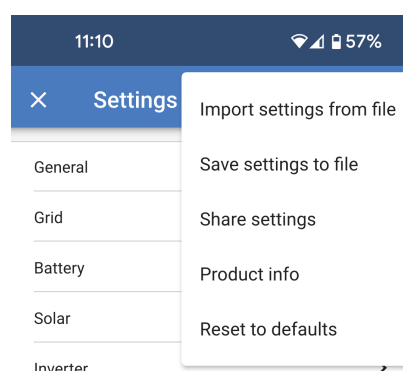 11:10
57%
Settings
Import settings from file
Save settings to file
Share settings
Product info
Reset to defaults
General
Grid
Battery
Solar
Inverter